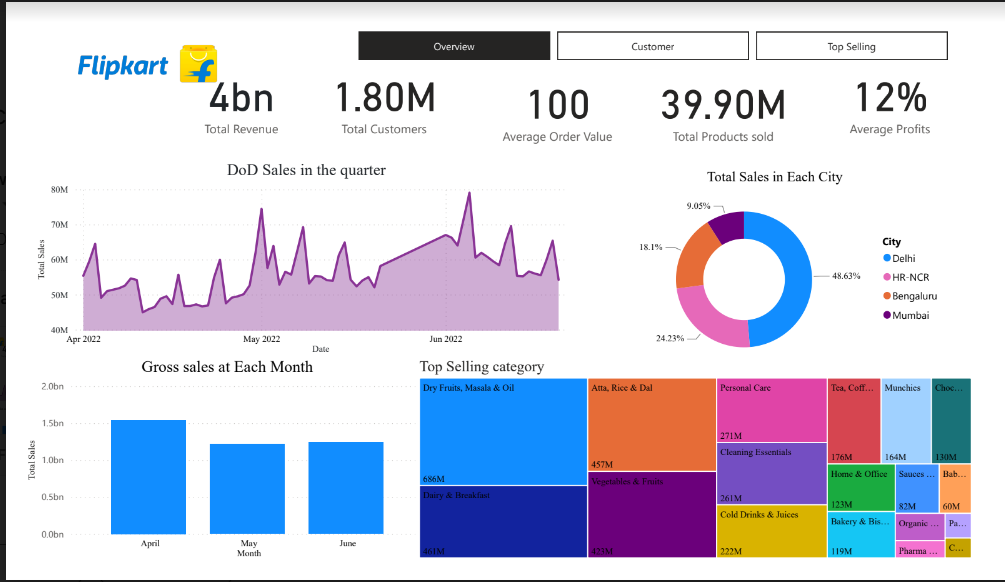 Overview
Customer
Top Selling
Flipkart
4bn
Total Revenue
1.80M
Total Customers
100
Average Order Value
39.90M
Total Products sold
12%
Average Profits
DoD Sales in the quarter
80M
70M
60M
50M
40M
Total Sales
Apr 2022
May 2022
Jun 2022
Date
Total Sales in Each City
9.05%
18.1%
24.23%
48.63%
City
Delhi
HR-NCR
Bengaluru
Mumbai
Gross sales at Each Month
2.0bn
1.5bn
1.0bn
0.5bn
0.0bn
Total Sales
April
May
June
Month
Top Selling category
Dry Fruits, Masala & Oil
686M
Dairy & Breakfast
461M
Atta, Rice & Dal
457M
Vegetables & Fruits
423M
Personal Care
271M
Cleaning Essentials
261M
Cold Drinks & Juices
222M
Tea, Coff...
176M
Munchies
164M
Choc...
130M
Home & Office
123M
Bakery & Bis...
119M
Sauces ...
82M
Bab...
60M
Organic ...
Pa...
Pharma ...
C...